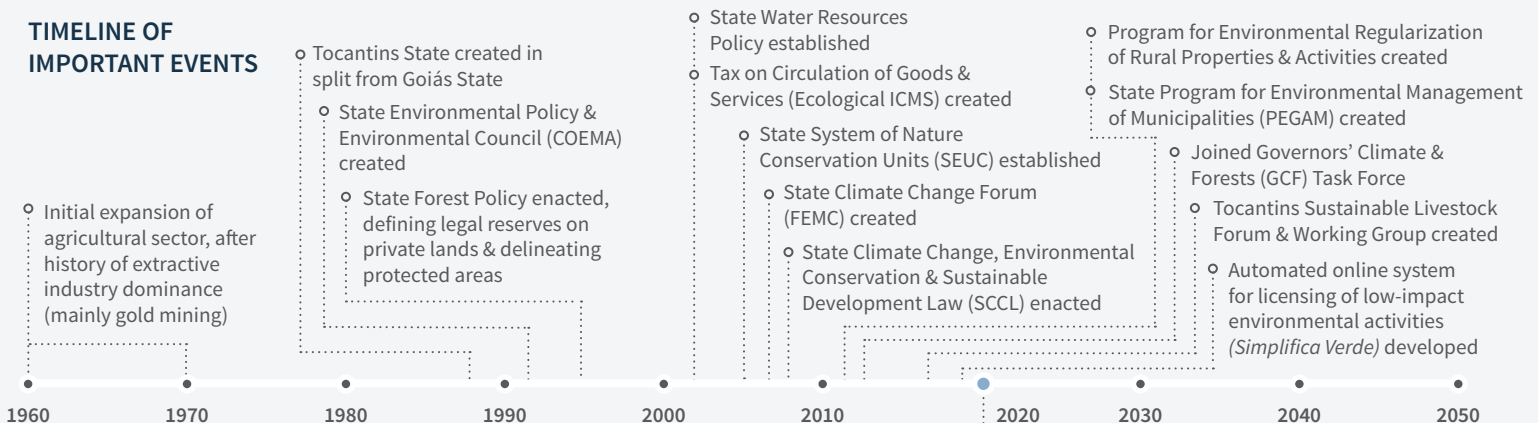 TIMELINE OF
IMPORTANT EVENTS
Initial expansion of
agricultural sector, after
history of extractive
industry dominance
(mainly gold mining)
Tocantins State created in
split from Goiás State
State Environmental Policy &
Environmental Council (COEMA)
created
State Forest Policy enacted,
defining legal reserves on
private lands & delineating
protected areas
State Water Resources
Policy established
Tax on Circulation of Goods &
Services (Ecological ICMS) created
State System of Nature
Conservation Units (SEUC) established
State Climate Change Forum
(FEMC) created
State Climate Change, Environmental
Conservation & Sustainable
Development Law (SCCL) enacted
Program for Environmental Regularization
of Rural Properties & Activities created
State Program for Environmental Management
of Municipalities (PEGAM) created
Joined Governors’ Climate &
Forests (GCF) Task Force
Tocantins Sustainable Livestock
Forum & Working Group created
Automated online system
for licensing of low-impact
environmental activities
(Simplifica Verde) developed
1960 1970 1980 1990 2000 2010 2020 2030 2040 2050